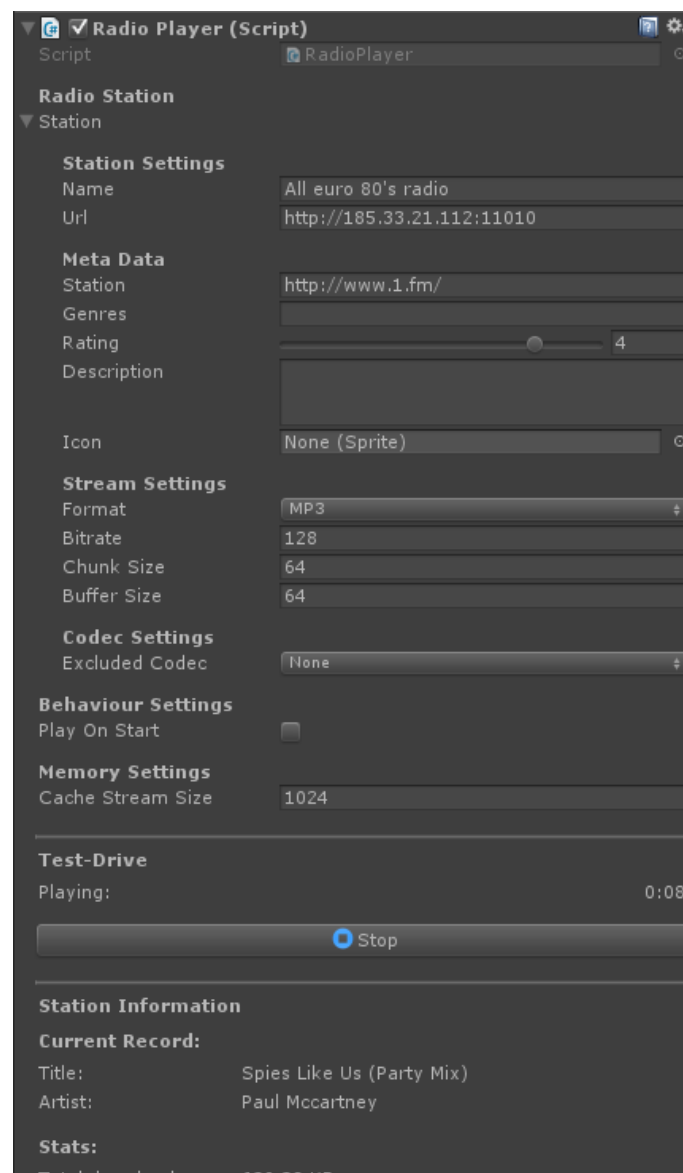 Radio Player (Script)
Script RadioPlayer
Radio Station
Station
Station Settings
Name All euro 80's radio
Url http://185.33.21.112:11010
Meta Data
Station http://www.1.fm/
Genres
Rating 4
Description
Icon None (Sprite)
Stream Settings
Format MP3
Bitrate 128
Chunk Size 64
Buffer Size 64
Codec Settings
Excluded Codec None
Behaviour Settings
Play On Start
Memory Settings
Cache Stream Size 1024
Test-Drive
Playing: 0:08
Stop
Station Information
Current Record:
Title: Spies Like Us (Party Mix)
Artist: Paul Mccartney
Stats: